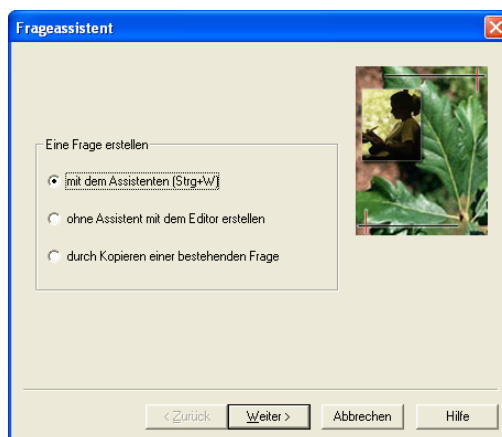 Frageassistent
Eine Frage erstellen
mit dem Assistenten (Strg+W)
ohne Assistent mit dem Editor erstellen
durch Kopieren einer bestehenden Frage
< Zurück Weiter > Abbrechen Hilfe